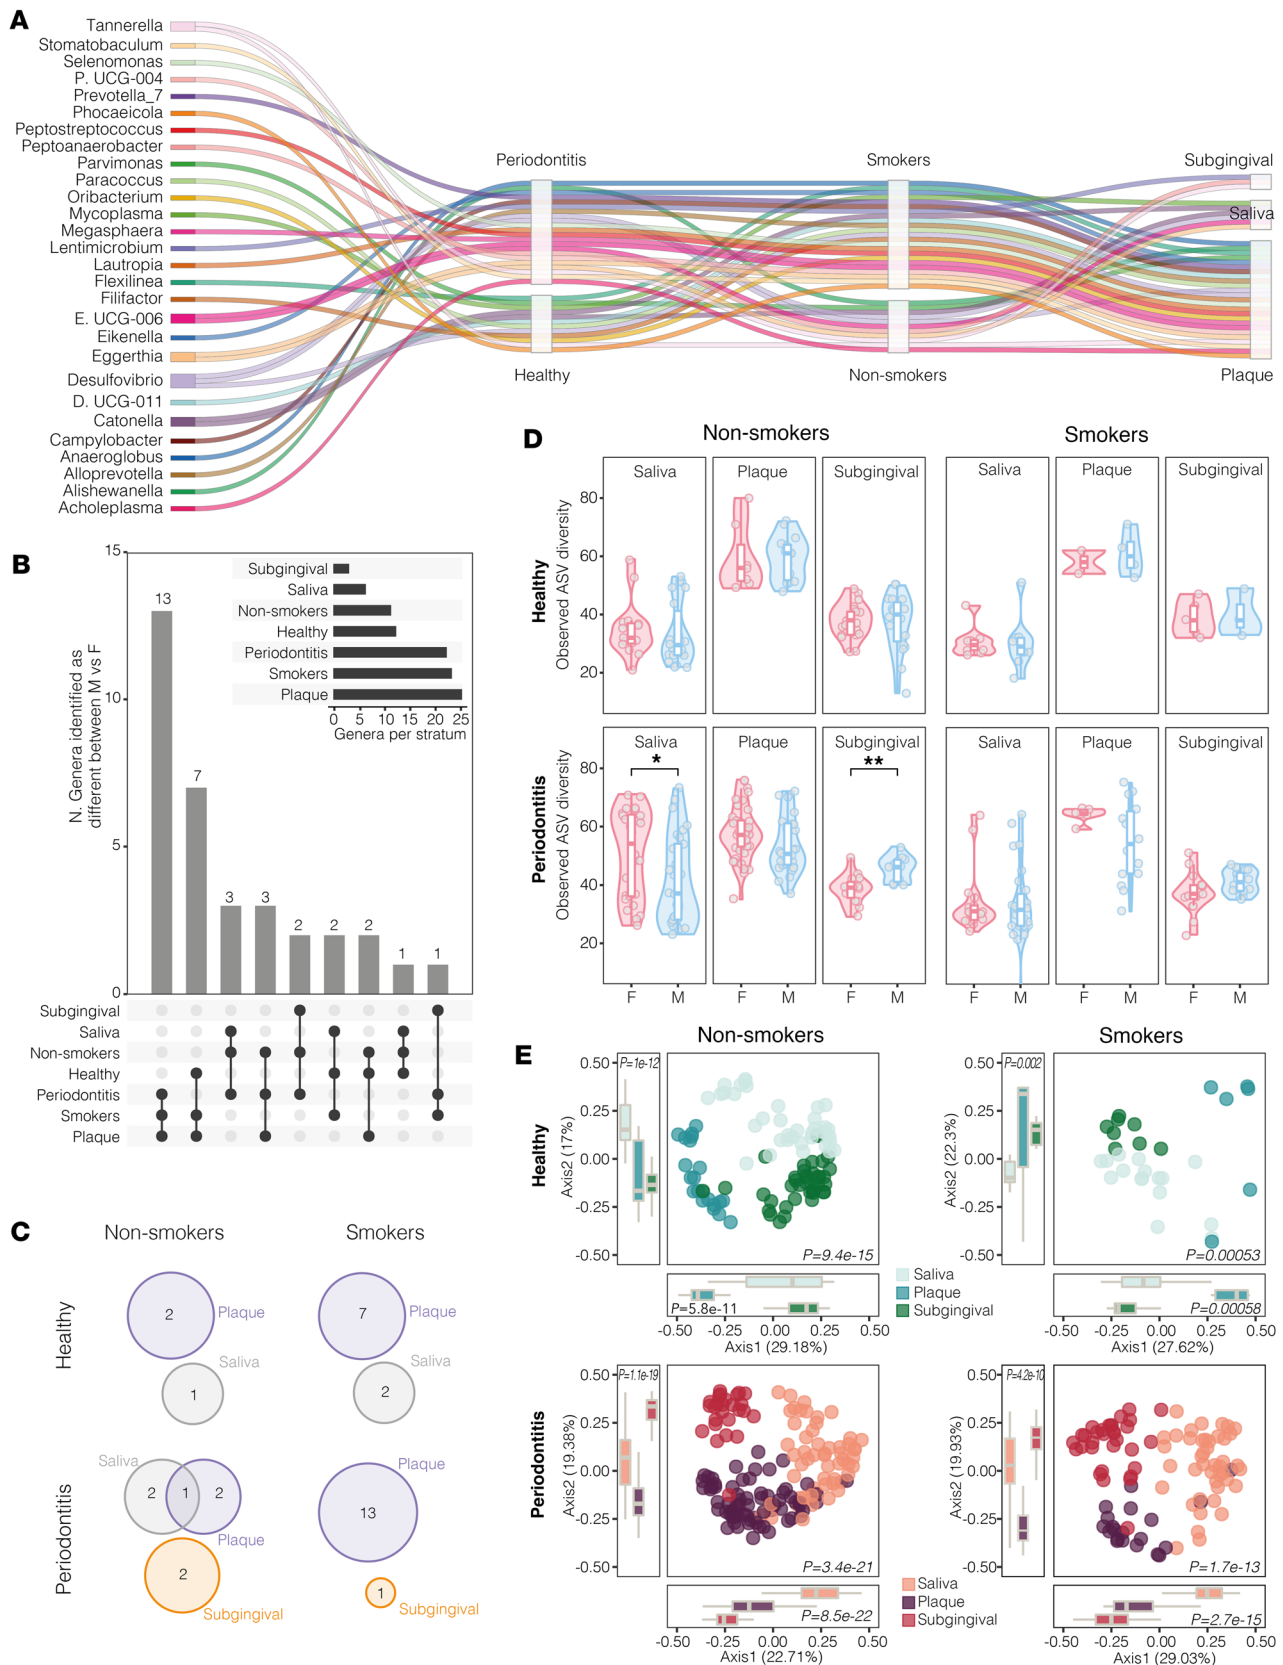 A
Tannerella
Stomatobaculum
Selenomonas
P. UCG-004
Prevotella_7
Phocaeicola
Peptostreptococcus
Peptoanaerobacter
Parvimonas
Paracoccus
Oribacterium
Mycoplasma
Megasphaera
Lentimicrobium
Lautropia
Flexilinea
Filifactor
E. UCG-006
Eikenella
Eggerthia
Desulfovibrio
D. UCG-011
Catonella
Campylobacter
Anaeroglobus
Alloprevotella
Alishewanella
Acholeplasma
Periodontitis
Smokers
Subgingival
Saliva
Healthy
Non-smokers
Plaque
B
N. Genera identified as
different between M vs F
15
10
5
0
13
7
3
3
2
2
2
1
1
Subgingival
Saliva
Non-smokers
Healthy
Periodontitis
Smokers
Plaque
0 5 10 15 20 25
Genera per stratum
Subgingival
Saliva
Non-smokers
Healthy
Periodontitis
Smokers
Plaque
C
Non-smokers Smokers
Healthy
2 Plaque
Saliva
1
7 Plaque
Saliva
2
Periodontitis
Saliva
2 1 2
Plaque
2
Subgingival
Plaque
13
1
Subgingival
D
Non-smokers Smokers
Healthy
Observed ASV diversity
80
60
40
20
Saliva Plaque Subgingival Saliva Plaque Subgingival
Periodontitis
Observed ASV diversity
80
60
40
20
Saliva Plaque Subgingival Saliva Plaque Subgingival
* **
F M F M F M F M F M F M
E
Non-smokers Smokers
Healthy
Axis2 (17%)
0.50
0.25
0.00
-0.25
-0.50
P=1e-12
P=9.4e-15
P=5.8e-11
-0.50 -0.25 0.00 0.25 0.50
Axis1 (29.18%)
Saliva
Plaque
Subgingival
Axis2 (22.3%)
0.50
0.25
0.00
-0.25
-0.50
P=0.002
P=0.00053
P=0.00058
-0.50 -0.25 0.00 0.25 0.50
Axis1 (27.62%)
Periodontitis
Axis2 (19.38%)
0.50
0.25
0.00
-0.25
-0.50
P=1.1e-19
P=3.4e-21
P=8.5e-22
-0.50 -0.25 0.00 0.25 0.50
Axis1 (22.71%)
Saliva
Plaque
Subgingival
Axis2 (19.93%)
0.50
0.25
0.00
-0.25
-0.50
P=4.2e-10
P=1.7e-13
P=2.7e-15
-0.50 -0.25 0.00 0.25 0.50
Axis1 (29.03%)